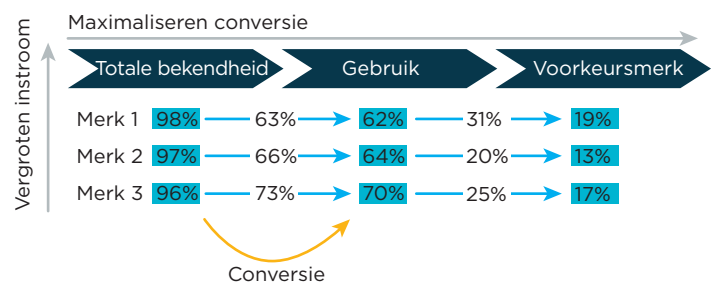 Maximaliseren conversie
Vergroten instroom
Totale bekendheid Gebruik Voorkeursmerk
Merk 1 98% 63% 62% 31% 19%
Merk 2 97% 66% 64% 20% 13%
Merk 3 96% 73% 70% 25% 17%
Conversie